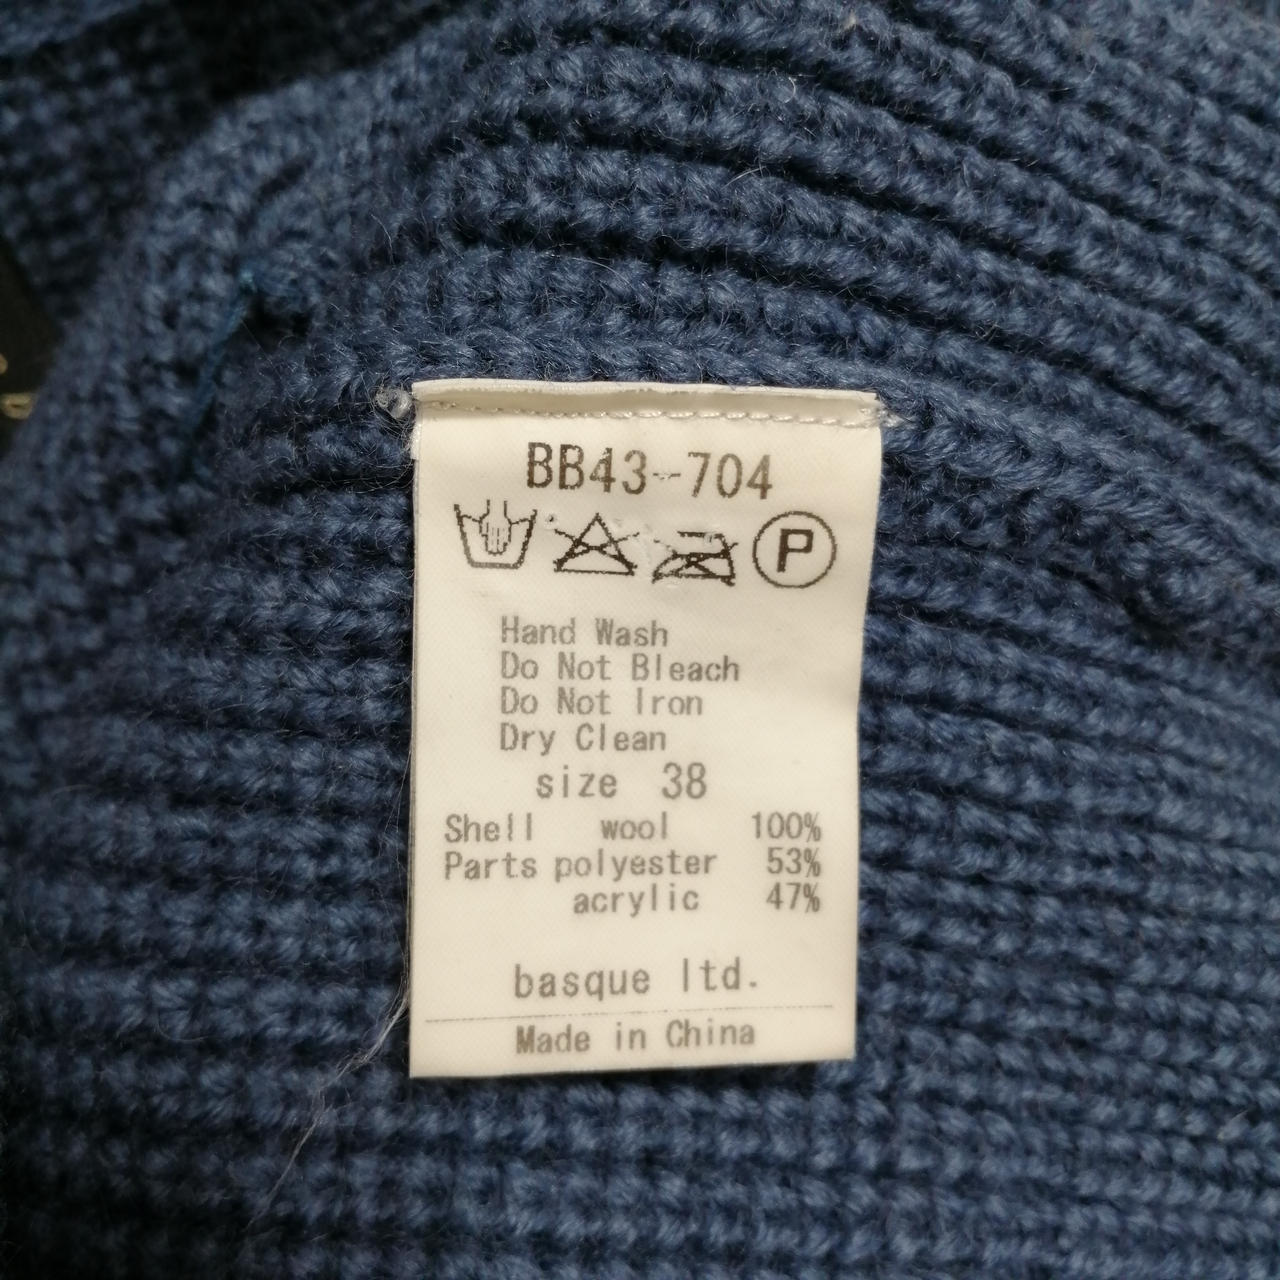 BB43-704
P
Hand Wash
Do Not Bleach
Do Not Iron
Dry Clean
size 38
Shell wool 100%
Parts polyester 53%
acrylic 47%
basque ltd.
Made in China